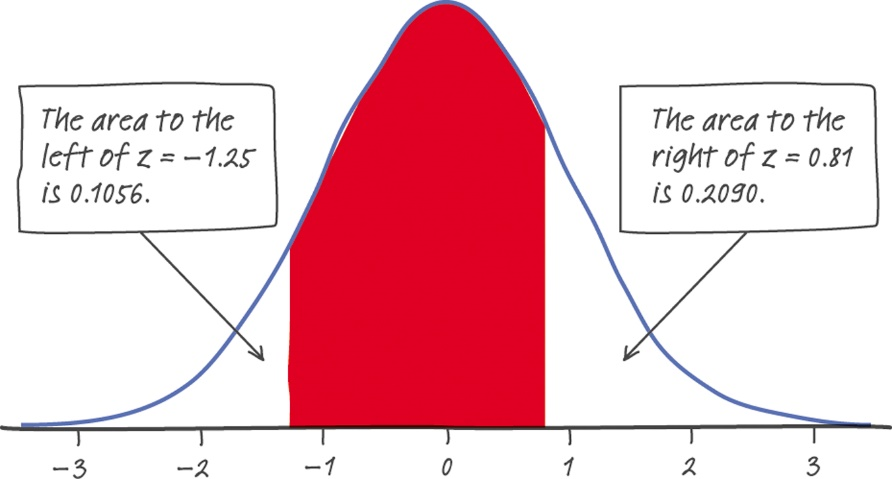 The area to the
left of z = −1.25
is 0.1056.
The area to the
right of z = 0.81
is 0.2090.
−3 −2 −1 0 1 2 3